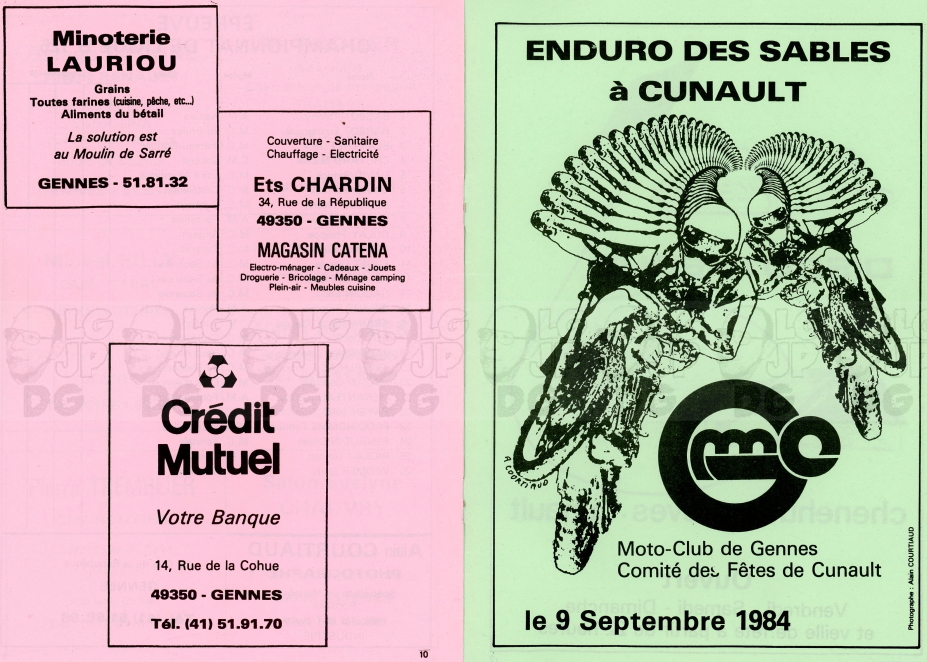 Minoterie
LAURIOU
Grains
Toutes farines (cuisine, pêche, etc...)
Aliments du bétail
La solution est
au Moulin de Sarré
GENNES - 51.81.32
Couverture - Sanitaire
Chauffage - Electricité
Ets CHARDIN
34, Rue de la République
49350 - GENNES
MAGASIN CATENA
Electro-ménager - Cadeaux - Jouets
Droguerie - Bricolage - Ménage camping
Plein-air - Meubles cuisine
Crédit
Mutuel
Votre Banque
14, Rue de la Cohue
49350 - GENNES
Tél. (41) 51.91.70
10
ENDURO DES SABLES
à CUNAULT
A. COURTIAUD
Moto-Club de Gennes
Comité des Fêtes de Cunault
le 9 Septembre 1984
Photographe : Alain COURTIAUD
LG
JP
DG